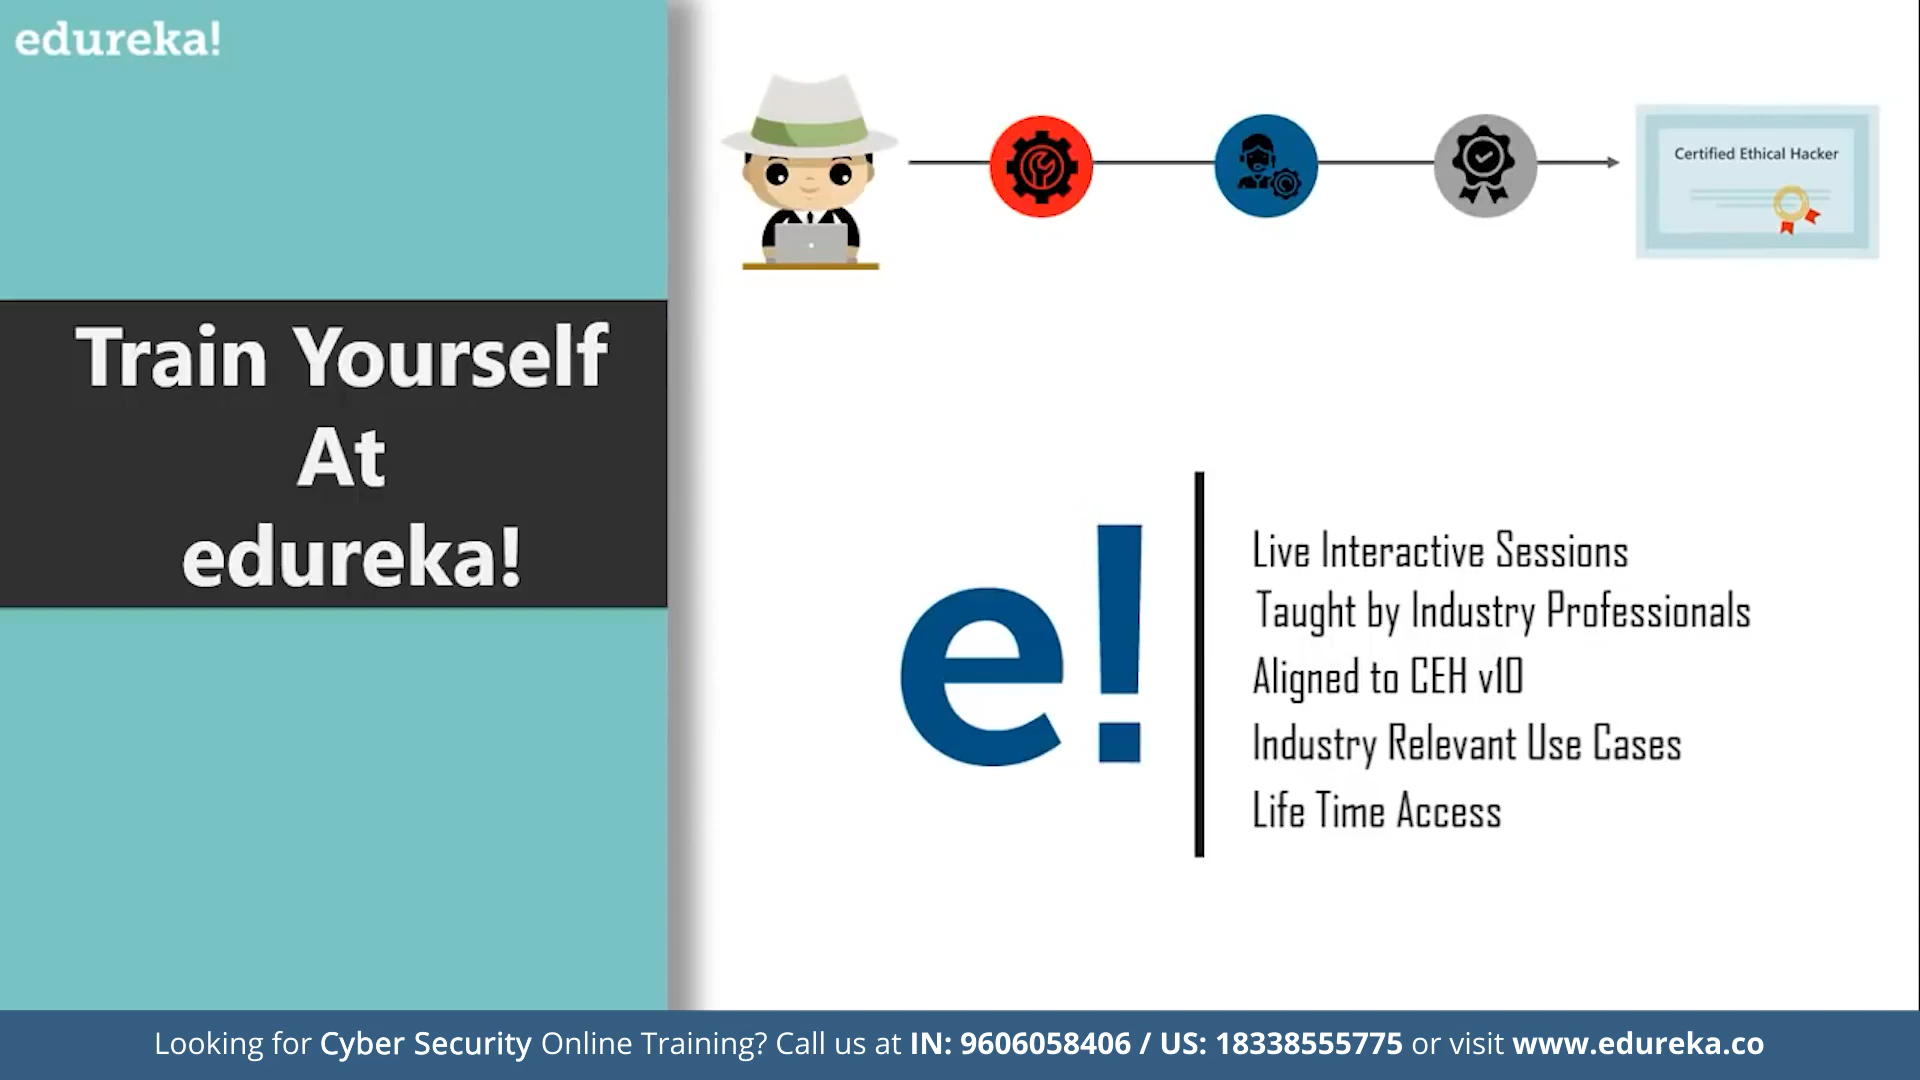 edureka!
Train Yourself
At
edureka!
Certified Ethical Hacker
e!
Live Interactive Sessions
Taught by Industry Professionals
Aligned to CEH v10
Industry Relevant Use Cases
Life Time Access
Looking for Cyber Security Online Training? Call us at IN: 9606058406 / US: 18338555775 or visit www.edureka.co